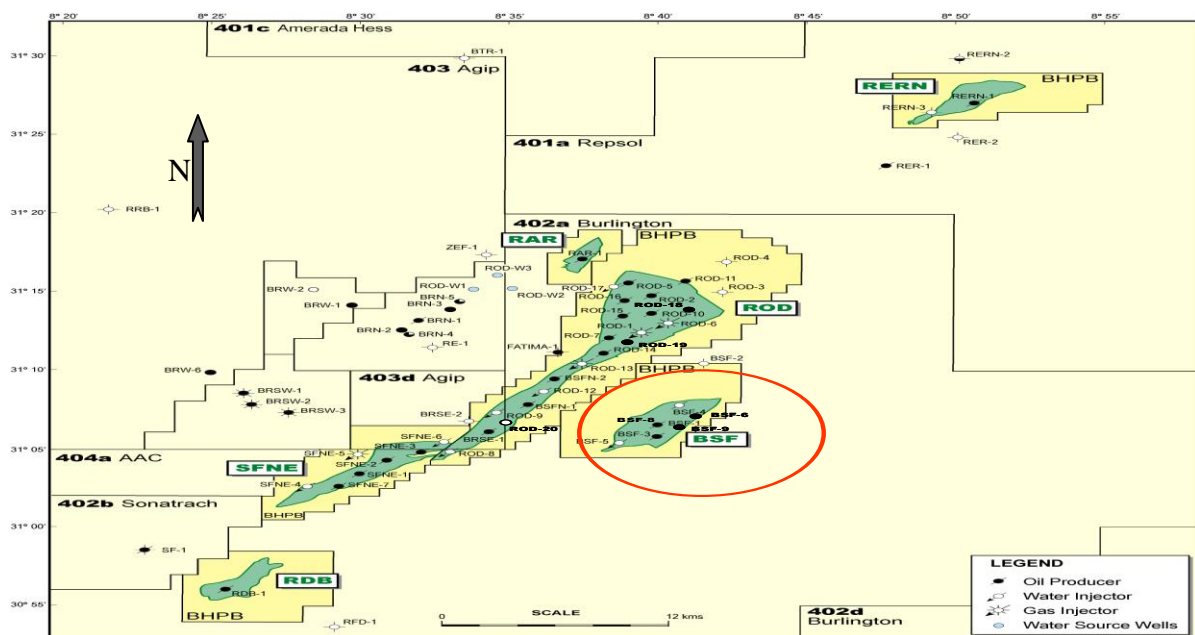 8° 20'
8° 25'
8° 30'
8° 35'
8° 40'
8° 45'
8° 50'
8° 55'
31° 30'
31° 25'
31° 20'
31° 15'
31° 10'
31° 05'
31° 00'
30° 55'
N
401c Amerada Hess
BTR-1
403 Agip
RERN-2
RERN
BHPB
RERN-1
RERN-3
RER-2
RER-1
401a Repsol
RRB-1
402a Burlington
BHPB
RAR
RAR-1
ZEF-1
ROD-W3
ROD-W1
ROD-W2
BRW-2
BRW-1
BRN-5
BRN-3
BRN-1
BRN-2
BRN-4
RE-1
ROD-4
ROD-11
ROD-5
ROD-3
ROD-17
ROD-16
ROD-2
ROD-18
ROD
ROD-15
ROD-10
ROD-1
ROD-6
ROD-7
ROD-19
FATIMA-1
ROD-14
ROD-13
BHPB
BSF-2
BRW-6
403d Agip
BSFN-2
BRSW-1
BRSW-2
BRSW-3
ROD-12
BSFN-1
BRSE-2
ROD-9
ROD-20
BRSE-1
BSF-4
BSF-6
BSF-8
BSF-1
BSF-9
BSF-3
BSF-5
BSF
SFNE-6
SFNE-3
SFNE-5
ROD-8
404a AAC
SFNE
SFNE-2
SFNE-1
SFNE-4
SFNE-7
402b Sonatrach
BHPB
SF-1
RDB
RDB-1
BHPB
RFD-1
0
SCALE
12 kms
402d
Burlington
LEGEND
Oil Producer
Water Injector
Gas Injector
Water Source Wells